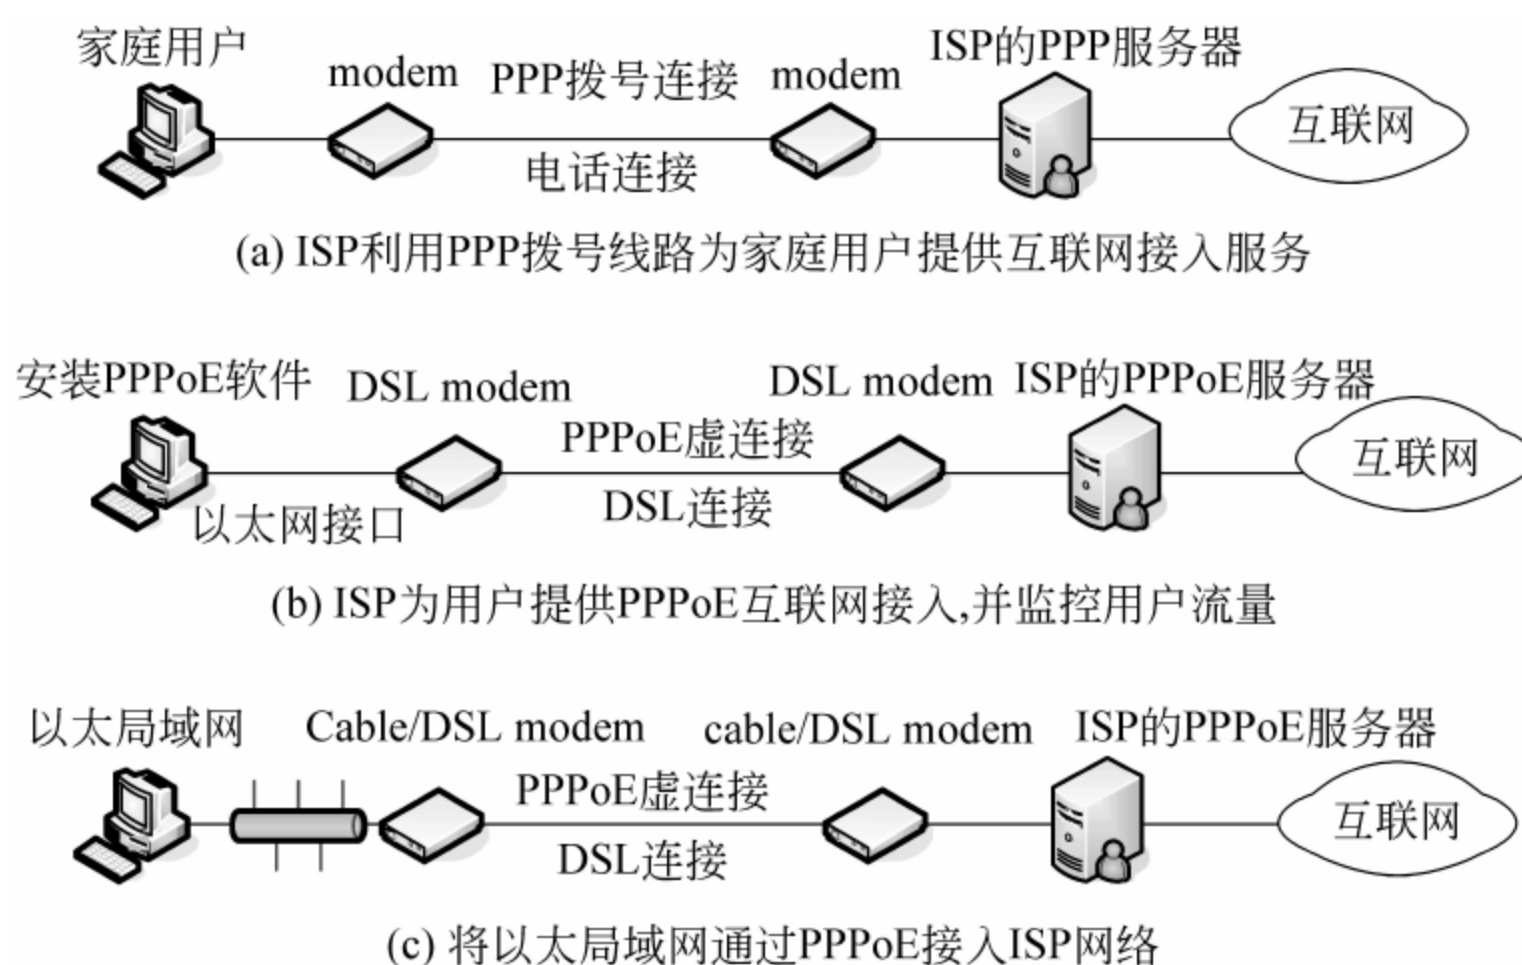 家庭用户
modem
PPP拨号连接
modem
ISP的PPP服务器
互联网
电话连接
(a) ISP利用PPP拨号线路为家庭用户提供互联网接入服务
安装PPPoE软件
DSL modem
PPPoE虚连接
DSL modem
ISP的PPPoE服务器
互联网
以太网接口
DSL连接
(b) ISP为用户提供PPPoE互联网接入,并监控用户流量
以太局域网
Cable/DSL modem
PPPoE虚连接
cable/DSL modem
ISP的PPPoE服务器
互联网
DSL连接
(c) 将以太局域网通过PPPoE接入ISP网络